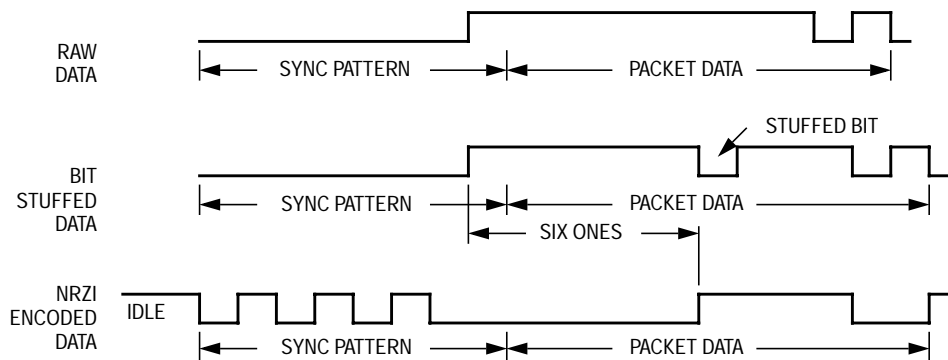 RAW
DATA
SYNC PATTERN
PACKET DATA
STUFFED BIT
BIT
STUFFED
DATA
SYNC PATTERN
PACKET DATA
SIX ONES
NRZI
ENCODED
DATA
IDLE
SYNC PATTERN
PACKET DATA